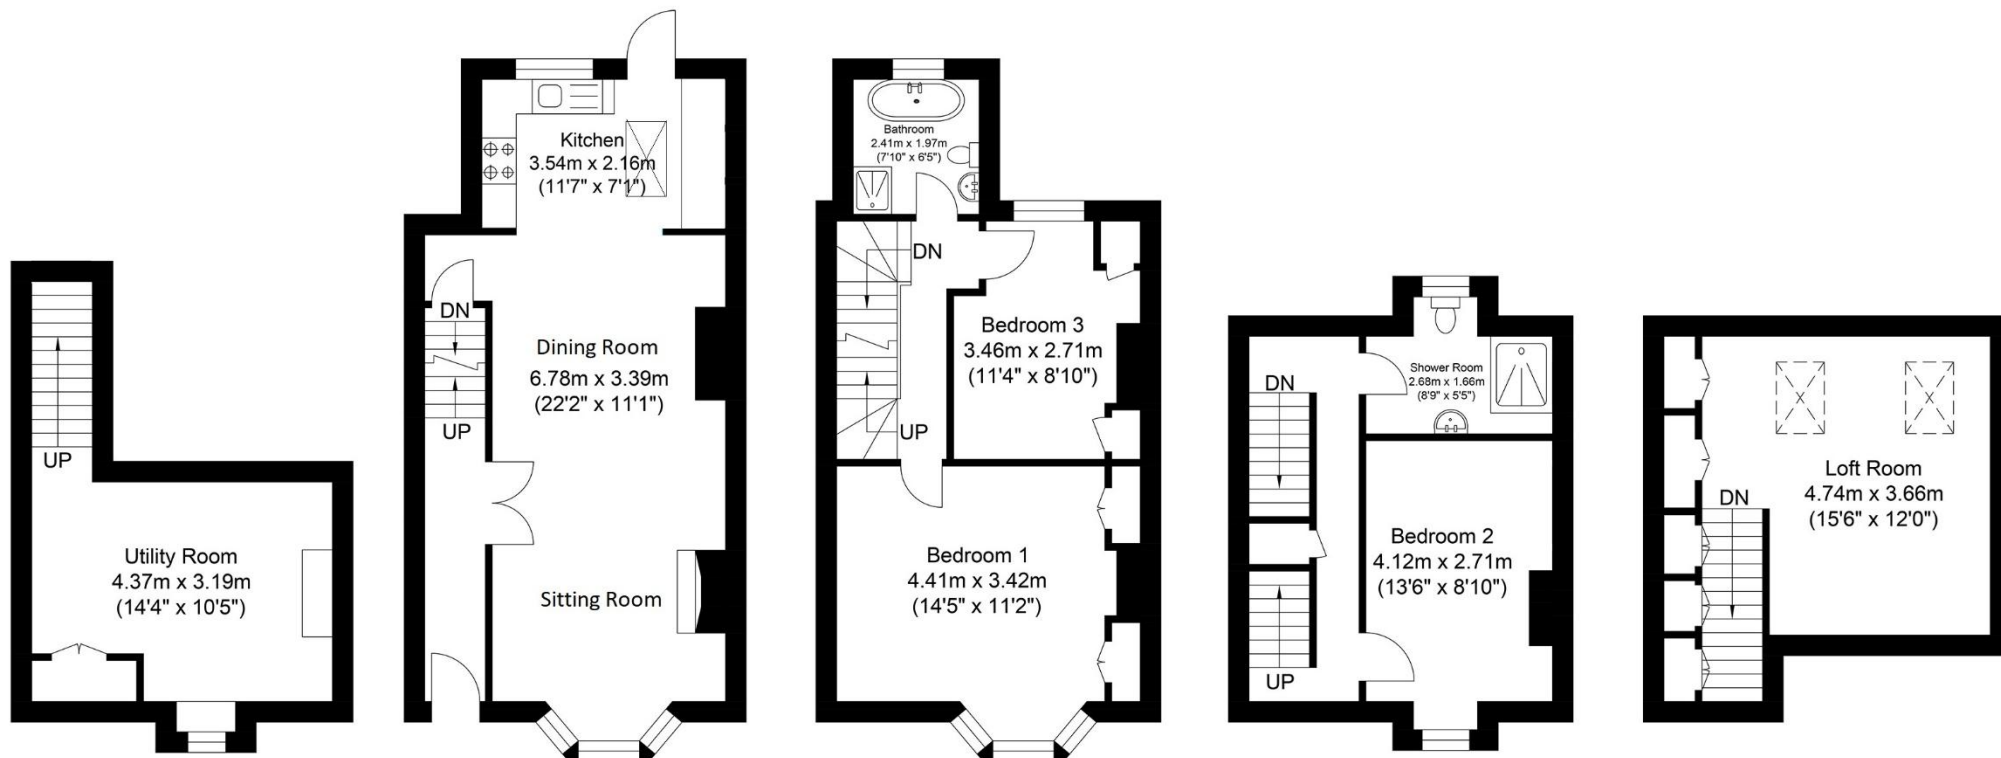 UP
Utility Room
4.37m x 3.19m
(14'4" x 10'5")
Kitchen
3.54m x 2.16m
(11'7" x 7'1")
DN
UP
Dining Room
6.78m x 3.39m
(22'2" x 11'1")
Sitting Room
Bathroom
2.41m x 1.97m
(7'10" x 6'5")
DN
UP
Bedroom 3
3.46m x 2.71m
(11'4" x 8'10")
Bedroom 1
4.41m x 3.42m
(14'5" x 11'2")
DN
UP
Shower Room
2.68m x 1.66m
(8'9" x 5'5")
Bedroom 2
4.12m x 2.71m
(13'6" x 8'10")
Loft Room
4.74m x 3.66m
(15'6" x 12'0")
DN